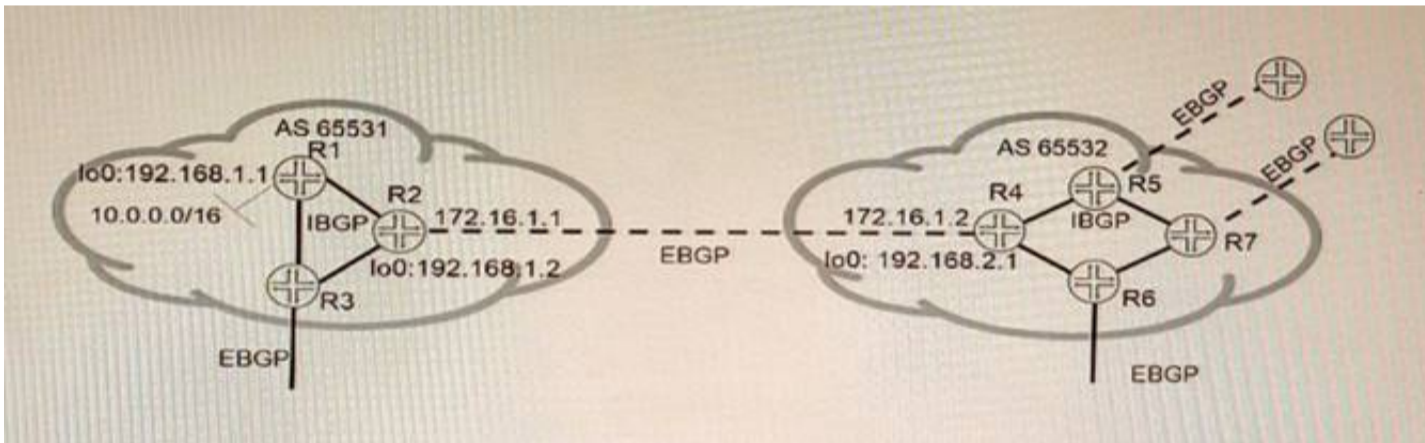 AS 65531
R1
lo0:192.168.1.1
10.0.0.0/16
IBGP
R2
172.16.1.1
lo0:192.168.1.2
R3
EBGP
EBGP
AS 65532
R4
172.16.1.2
lo0: 192.168.2.1
IBGP
R5
EBGP
EBGP
R7
R6
EBGP